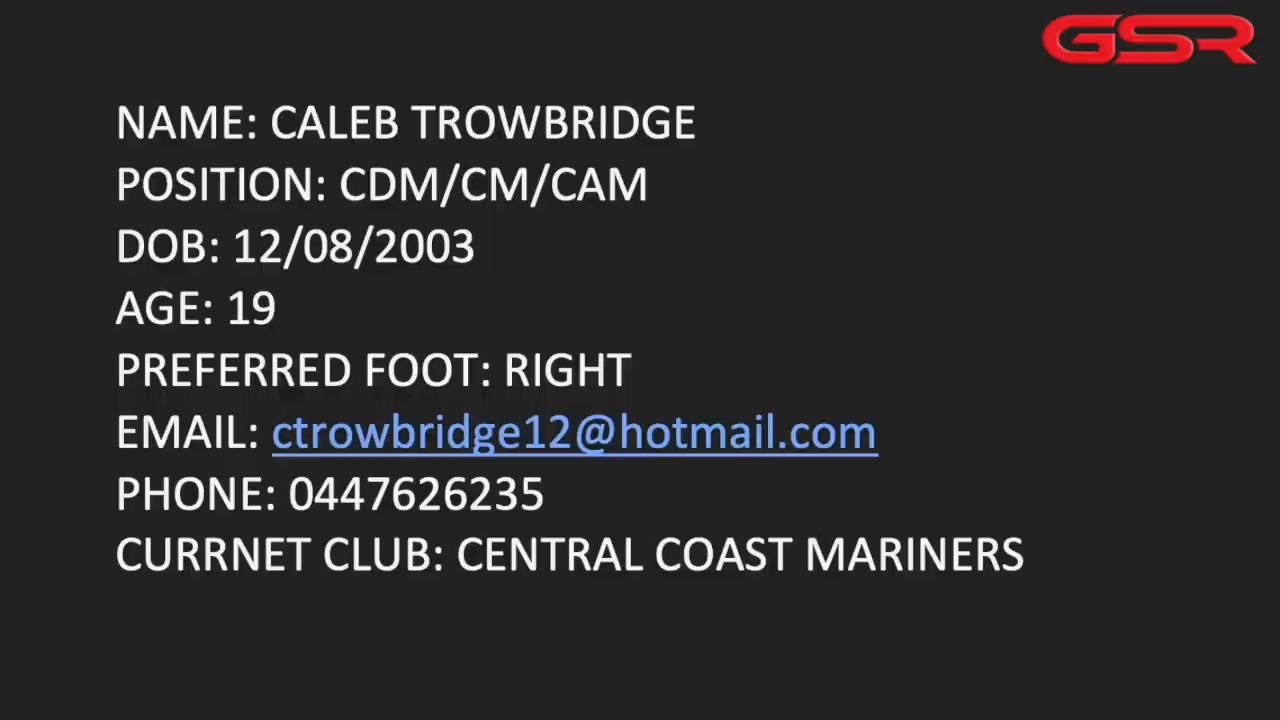 GSR
NAME: CALEB TROWBRIDGE
POSITION: CDM/CM/CAM
DOB: 12/08/2003
AGE: 19
PREFERRED FOOT: RIGHT
EMAIL: ctrowbridge12@hotmail.com
PHONE: 0447626235
CURRNET CLUB: CENTRAL COAST MARINERS